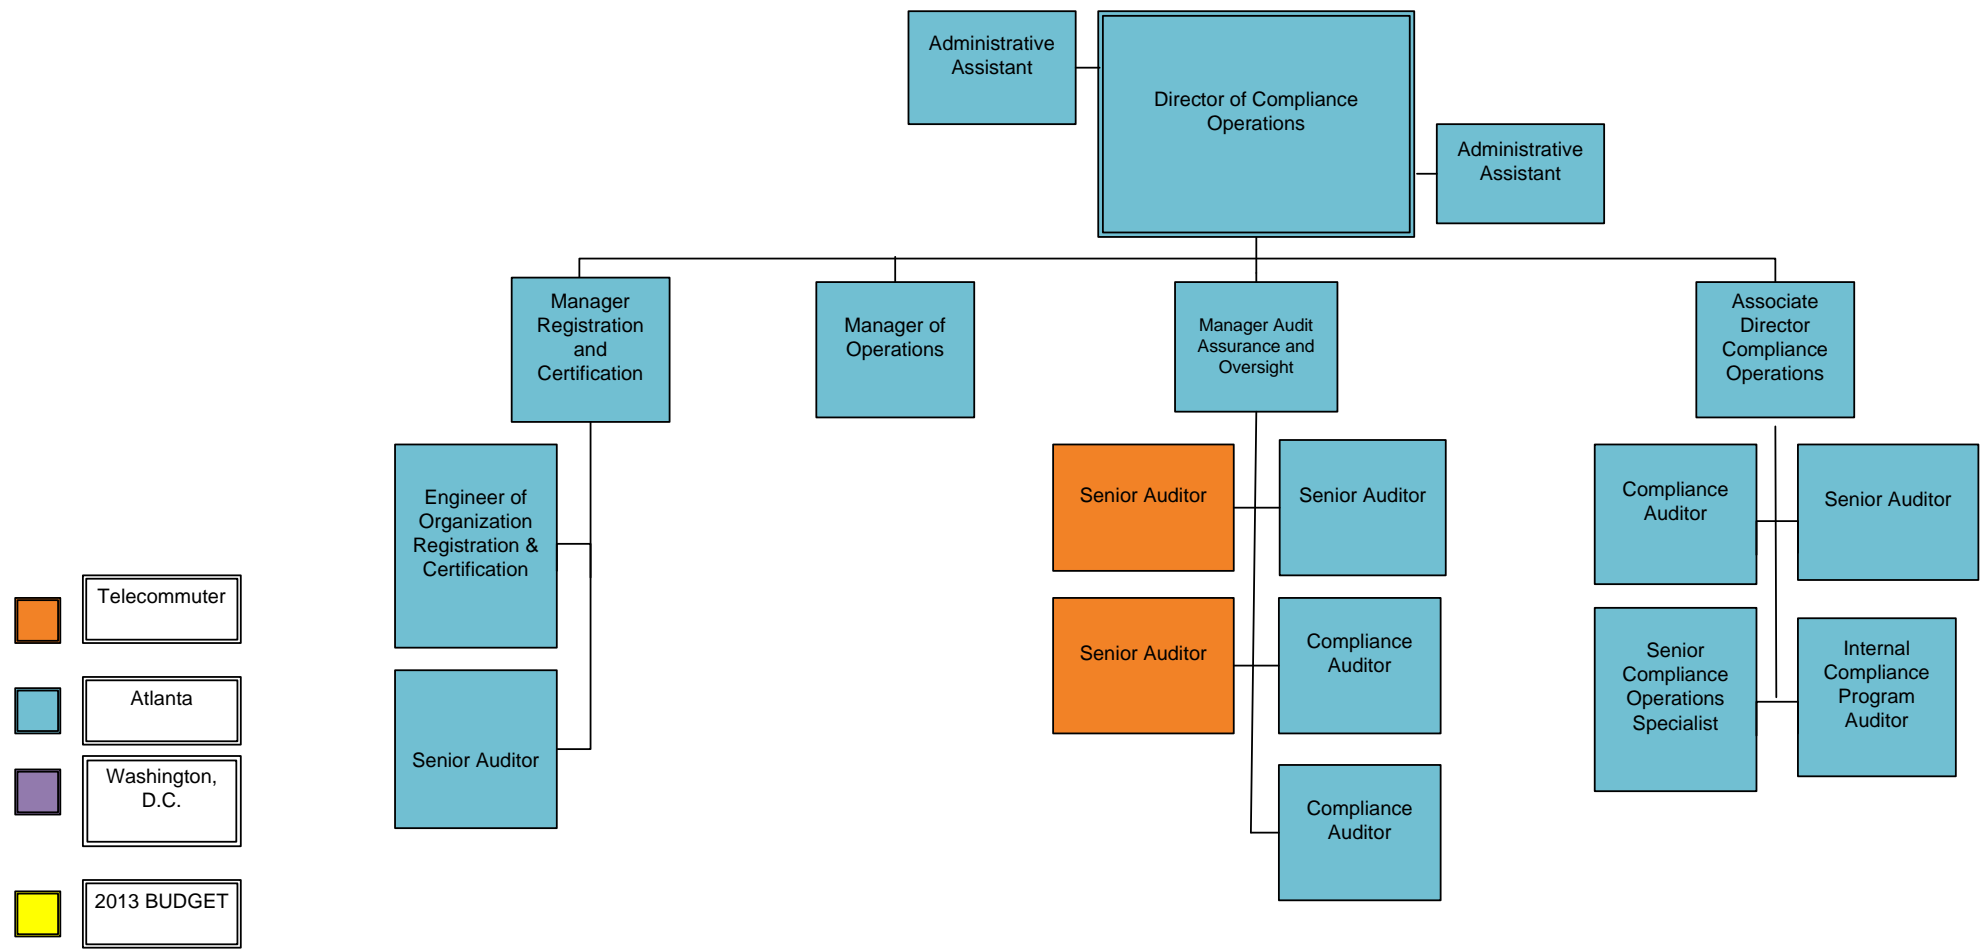 Administrative
Assistant
Director of Compliance
Operations
Administrative
Assistant
Manager
Registration
and
Certification
Manager of
Operations
Manager Audit
Assurance and
Oversight
Associate
Director
Compliance
Operations
Engineer of
Organization
Registration &
Certification
Senior Auditor
Senior Auditor
Senior Auditor
Senior Auditor
Compliance
Auditor
Compliance
Auditor
Compliance
Auditor
Senior Auditor
Senior
Compliance
Operations
Specialist
Internal
Compliance
Program
Auditor
Telecommuter
Atlanta
Washington,
D.C.
2013 BUDGET